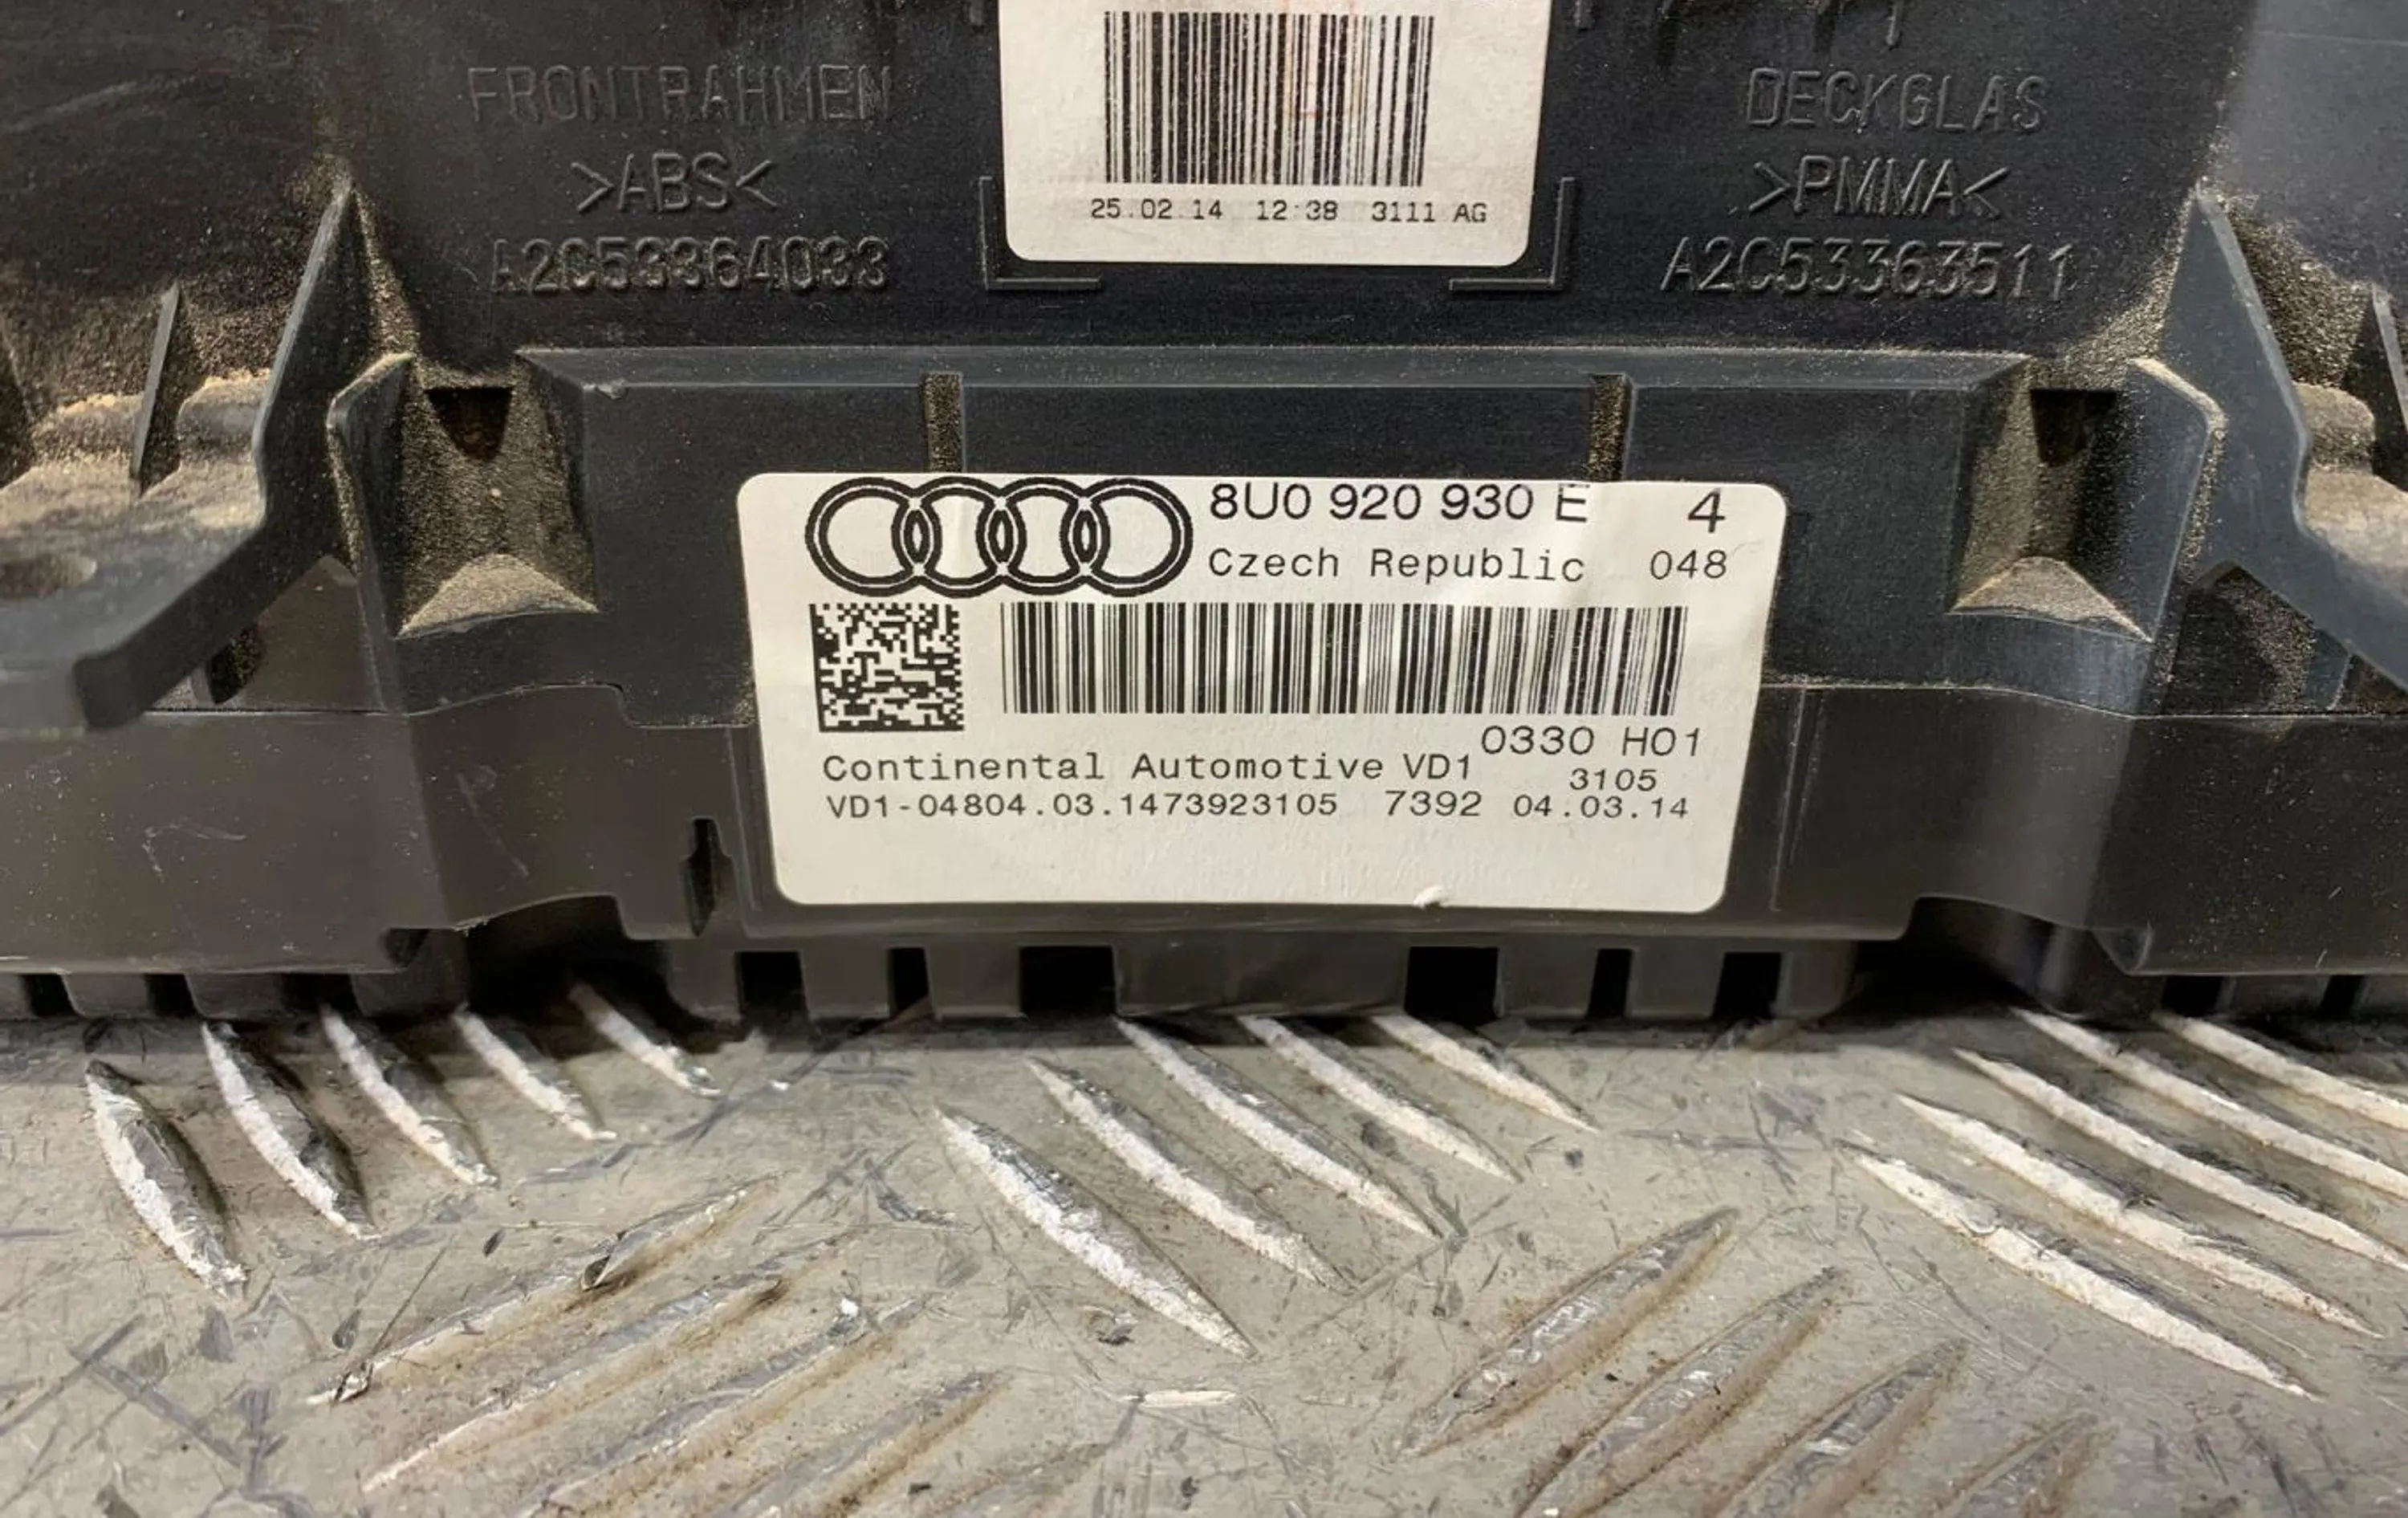 FRONTRAHMEN
>ABS<
A2C53364033
25.02.14 12:38 3111 AG
DECKGLAS
>PMMA<
A2C53363511
8U0 920 930 E 4
Czech Republic 048
0330 H01
Continental Automotive VD1 3105
VD1-04804.03.1473923105 7392 04.03.14